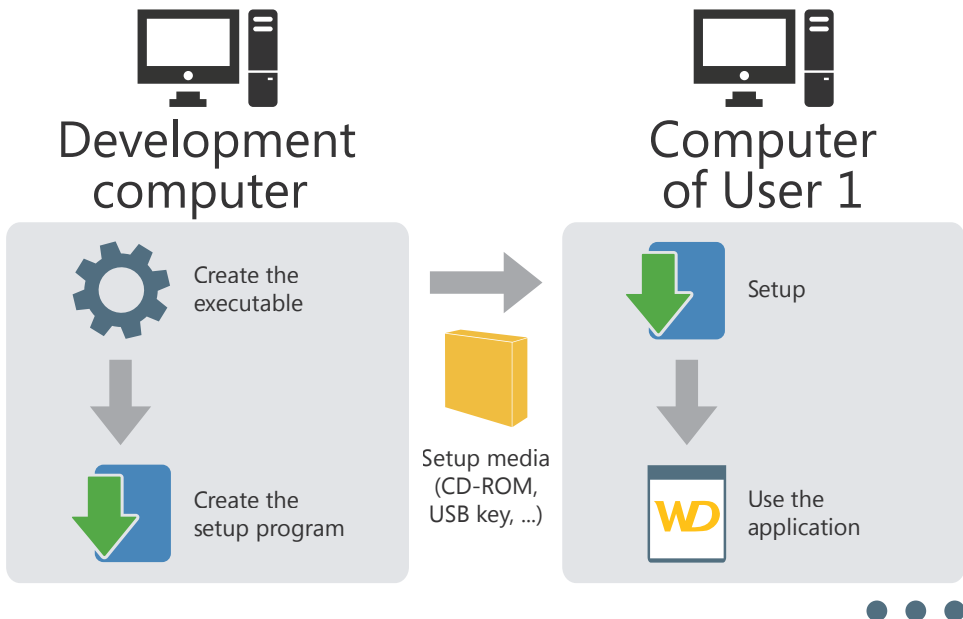 Development
computer
Create the
executable
Create the
setup program
Setup media
(CD-ROM,
USB key, ...)
Computer
of User 1
Setup
WD
Use the
application